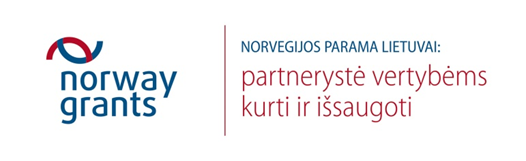 norway
grants
NORVEGIJOS PARAMA LIETUVAI:
partnerystė vertybėms
kurti ir išsaugoti